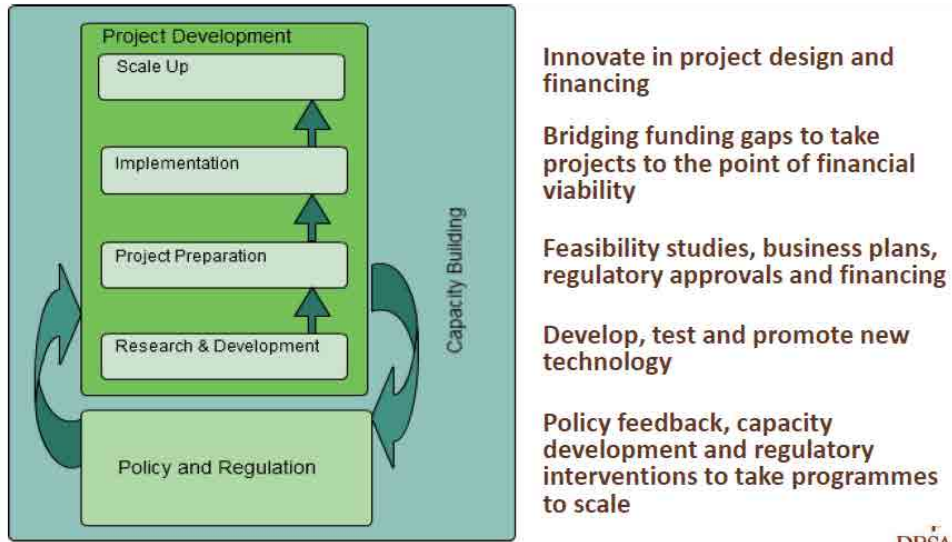 Project Development
Scale Up
Implementation
Project Preparation
Research & Development
Policy and Regulation
Capacity Building
Innovate in project design and
financing
Bridging funding gaps to take
projects to the point of financial
viability
Feasibility studies, business plans,
regulatory approvals and financing
Develop, test and promote new
technology
Policy feedback, capacity
development and regulatory
interventions to take programmes
to scale